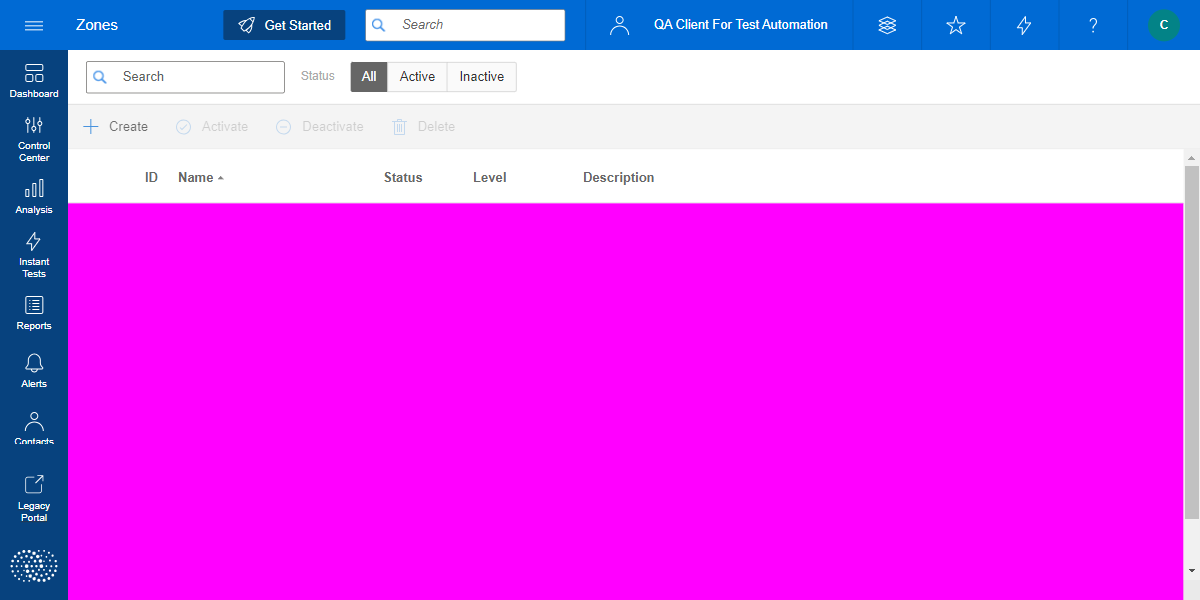 Zones
Get Started
Search
QA Client For Test Automation
?
C
Dashboard
Control
Center
Analysis
Instant
Tests
Reports
Alerts
Contacts
Legacy
Portal
Search
Status
All
Active
Inactive
Create
Activate
Deactivate
Delete
ID
Name
Status
Level
Description